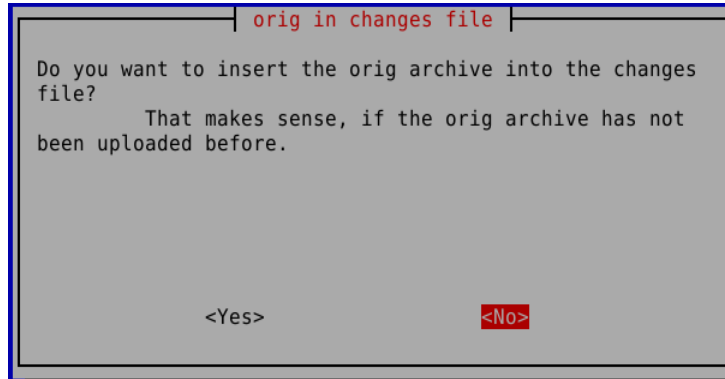 orig in changes file
Do you want to insert the orig archive into the changes
file?
That makes sense, if the orig archive has not
been uploaded before.
<Yes> <No>